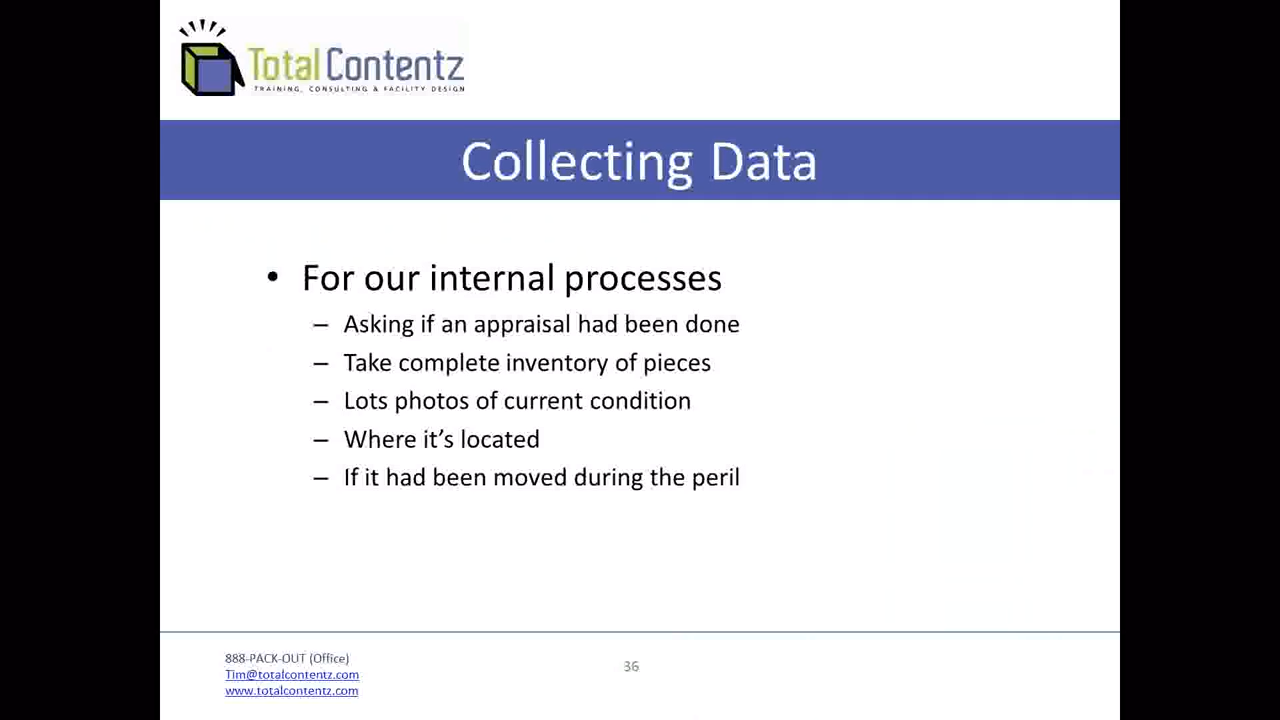 Total Contentz
TRAINING, CONSULTING & FACILITY DESIGN
Collecting Data
• For our internal processes
– Asking if an appraisal had been done
– Take complete inventory of pieces
– Lots photos of current condition
– Where it’s located
– If it had been moved during the peril
888-PACK-OUT (Office)
Tim@totalcontentz.com
www.totalcontentz.com
36